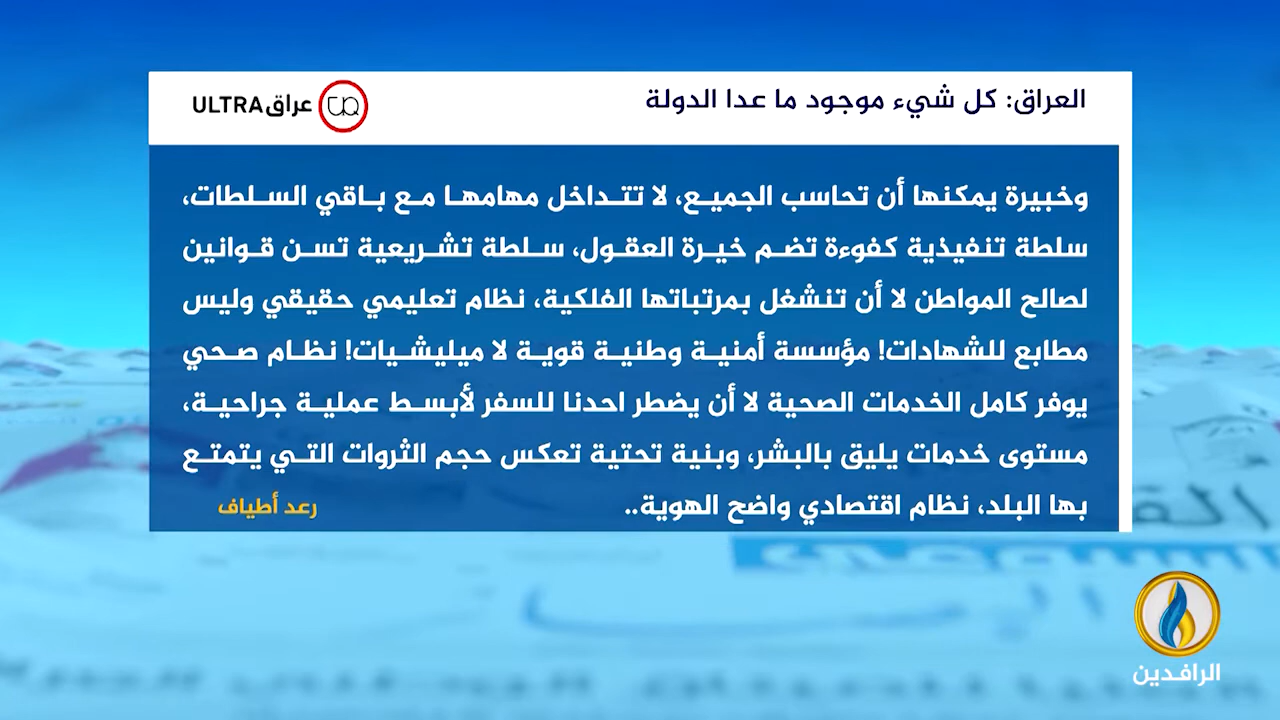 العراق: كل شيء موجود ما عدا الدولة
ULTRA عراق
وخبيرة يمكنها أن تحاسب الجميع، لا تتداخل مهامها مع باقي السلطات،
سلطة تنفيذية كفوءة تضم خيرة العقول، سلطة تشريعية تسن قوانين
لصالح المواطن لا أن تنشغل بمرتباتها الفلكية، نظام تعليمي حقيقي وليس
مطابع للشهادات! مؤسسة أمنية وطنية قوية لا ميليشيات! نظام صحي
يوفر كامل الخدمات الصحية لا أن يضطر احدنا للسفر لأبسط عملية جراحية،
مستوى خدمات يليق بالبشر، وبنية تحتية تعكس حجم الثروات التي يتمتع
بها البلد، نظام اقتصادي واضح الهوية..
رعد أطياف
الرافدين